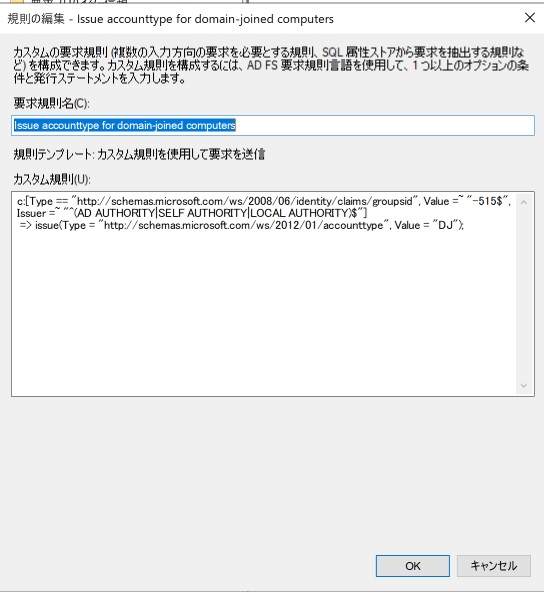 規則の編集 - Issue accounttype for domain-joined computers
カスタムの要求規則 (複数の入力方向の要求を必要とする規則、SQL 属性ストアから要求を抽出する規則な
ど) を構成できます。カスタム規則を構成するには、AD FS 要求規則言語を使用して、1 つ以上のオプションの条
件と発行ステートメントを入力します。
要求規則名(C):
Issue accounttype for domain-joined computers
規則テンプレート: カスタム規則を使用して要求を送信
カスタム規則(U):
c:[Type == "http://schemas.microsoft.com/ws/2008/06/identity/claims/groupsid", Value =~ "-515$",
Issuer =~ "^(AD AUTHORITY|SELF AUTHORITY|LOCAL AUTHORITY)$"]
=> issue(Type = "http://schemas.microsoft.com/ws/2012/01/accounttype", Value = "DJ");
OK
キャンセル